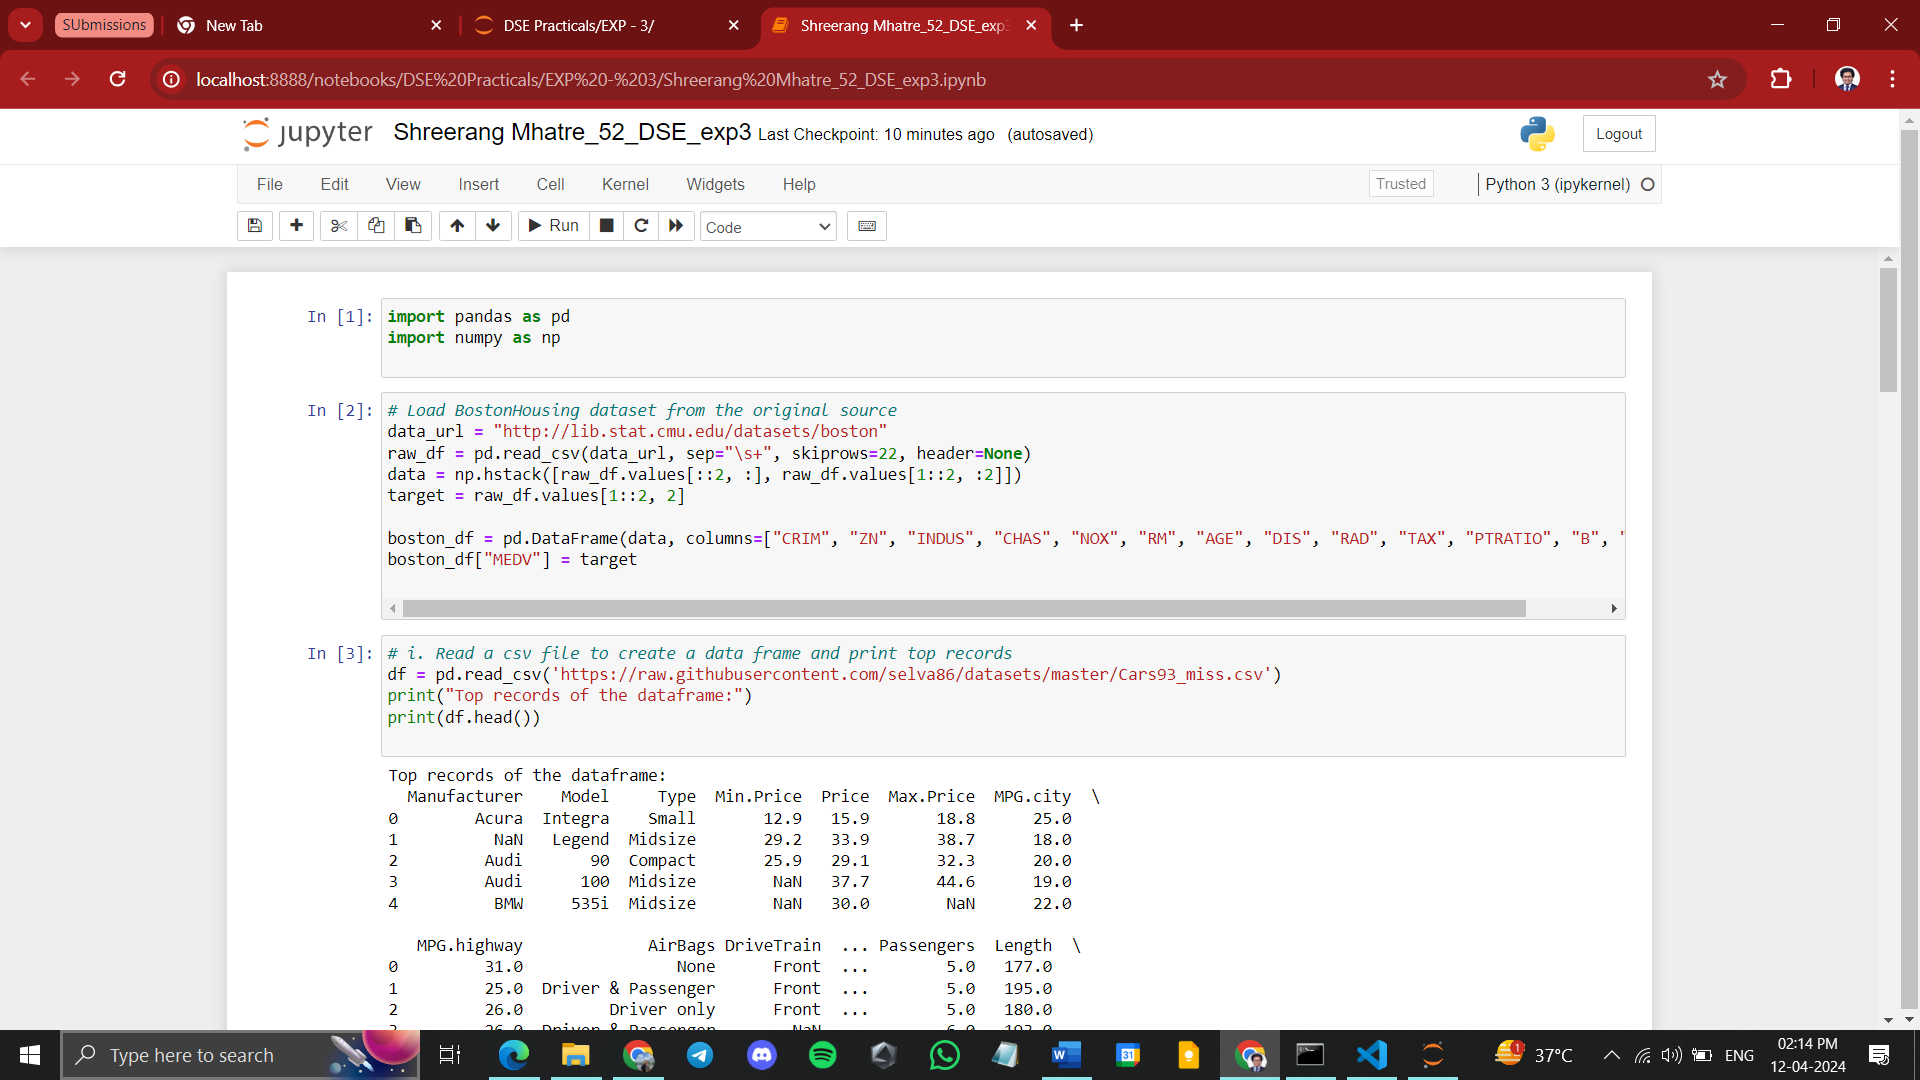 SUbmissions New Tab DSE Practicals/EXP - 3/ Shreerang Mhatre_52_DSE_exp3
localhost:8888/notebooks/DSE%20Practicals/EXP%20-%203/Shreerang%20Mhatre_52_DSE_exp3.ipynb
jupyter Shreerang Mhatre_52_DSE_exp3 Last Checkpoint: 10 minutes ago (autosaved) Logout
File Edit View Insert Cell Kernel Widgets Help Trusted Python 3 (ipykernel)
Run Code
In [1]: import pandas as pd
import numpy as np
In [2]: # Load BostonHousing dataset from the original source
data_url = "http://lib.stat.cmu.edu/datasets/boston"
raw_df = pd.read_csv(data_url, sep="\s+", skiprows=22, header=None)
data = np.hstack([raw_df.values[::2, :], raw_df.values[1::2, :2]])
target = raw_df.values[1::2, 2]
boston_df = pd.DataFrame(data, columns=["CRIM", "ZN", "INDUS", "CHAS", "NOX", "RM", "AGE", "DIS", "RAD", "TAX", "PTRATIO", "B", "
boston_df["MEDV"] = target
In [3]: # i. Read a csv file to create a data frame and print top records
df = pd.read_csv('https://raw.githubusercontent.com/selva86/datasets/master/Cars93_miss.csv')
print("Top records of the dataframe:")
print(df.head())
Top records of the dataframe:
Manufacturer Model Type Min.Price Price Max.Price MPG.city \
0 Acura Integra Small 12.9 15.9 18.8 25.0
1 NaN Legend Midsize 29.2 33.9 38.7 18.0
2 Audi 90 Compact 25.9 29.1 32.3 20.0
3 Audi 100 Midsize NaN 37.7 44.6 19.0
4 BMW 535i Midsize NaN 30.0 NaN 22.0
MPG.highway AirBags DriveTrain ... Passengers Length \
0 31.0 None Front ... 5.0 177.0
1 25.0 Driver & Passenger Front ... 5.0 195.0
2 26.0 Driver only Front ... 5.0 180.0
3 26.0 Driver & Passenger NaN ... 6.0 193.0
Type here to search 31 1 37°C ENG 02:14 PM
12-04-2024